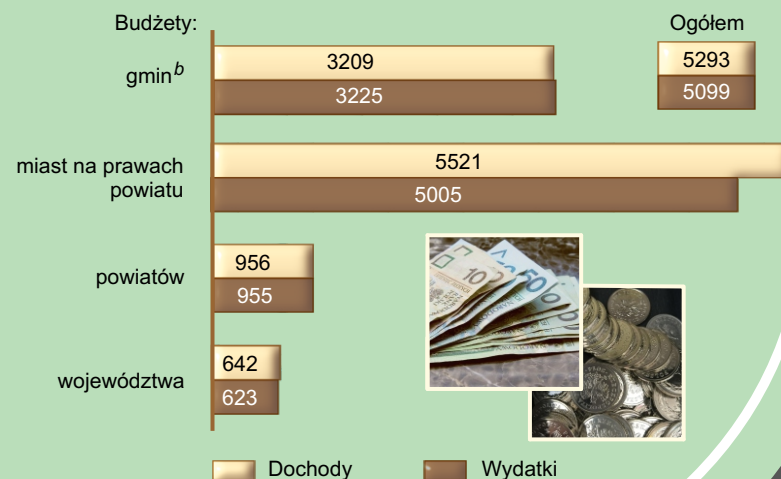 Budżety:
Ogółem
gmin b
3209
3225
5293
5099
miast na prawach
powiatu
5521
5005
powiatów
956
955
województwa
642
623
Dochody
Wydatki